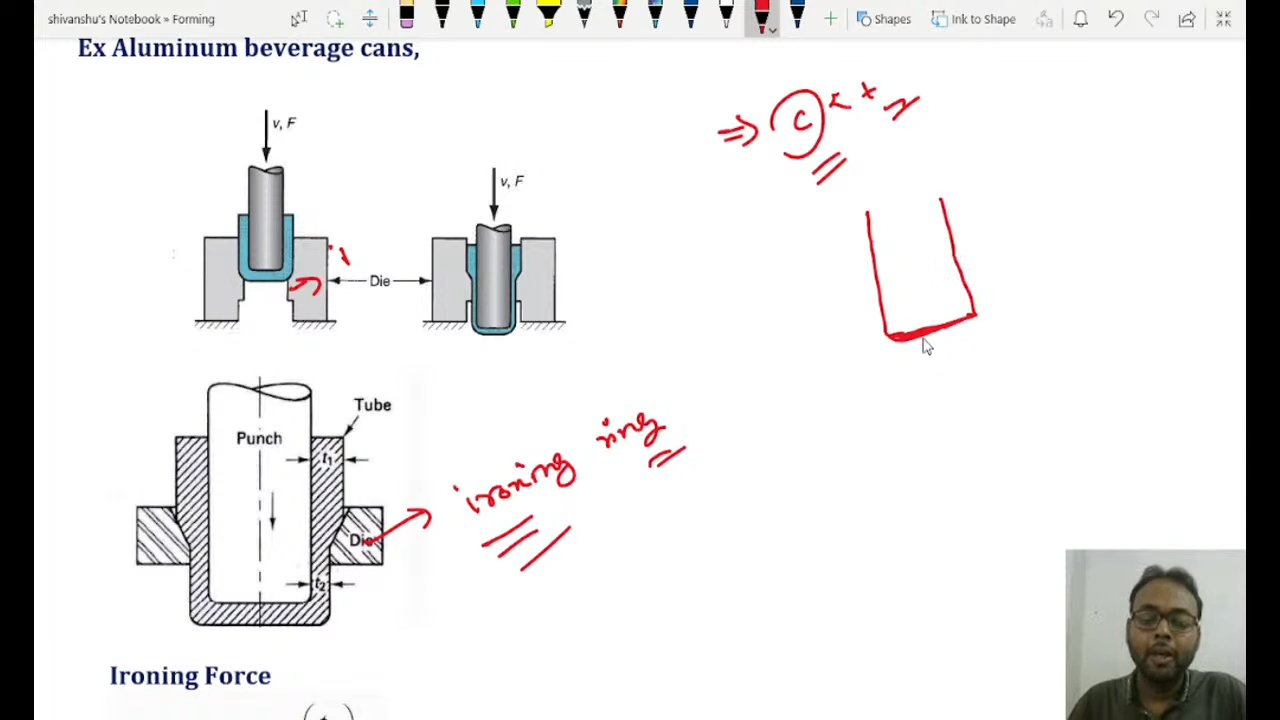 shivanshu's Notebook » Forming
Shapes
Ink to Shape
Ex Aluminum beverage cans,
v, F
v, F
Die
Tube
Punch
t₁
Die
t₂
ironing ring
Ironing Force